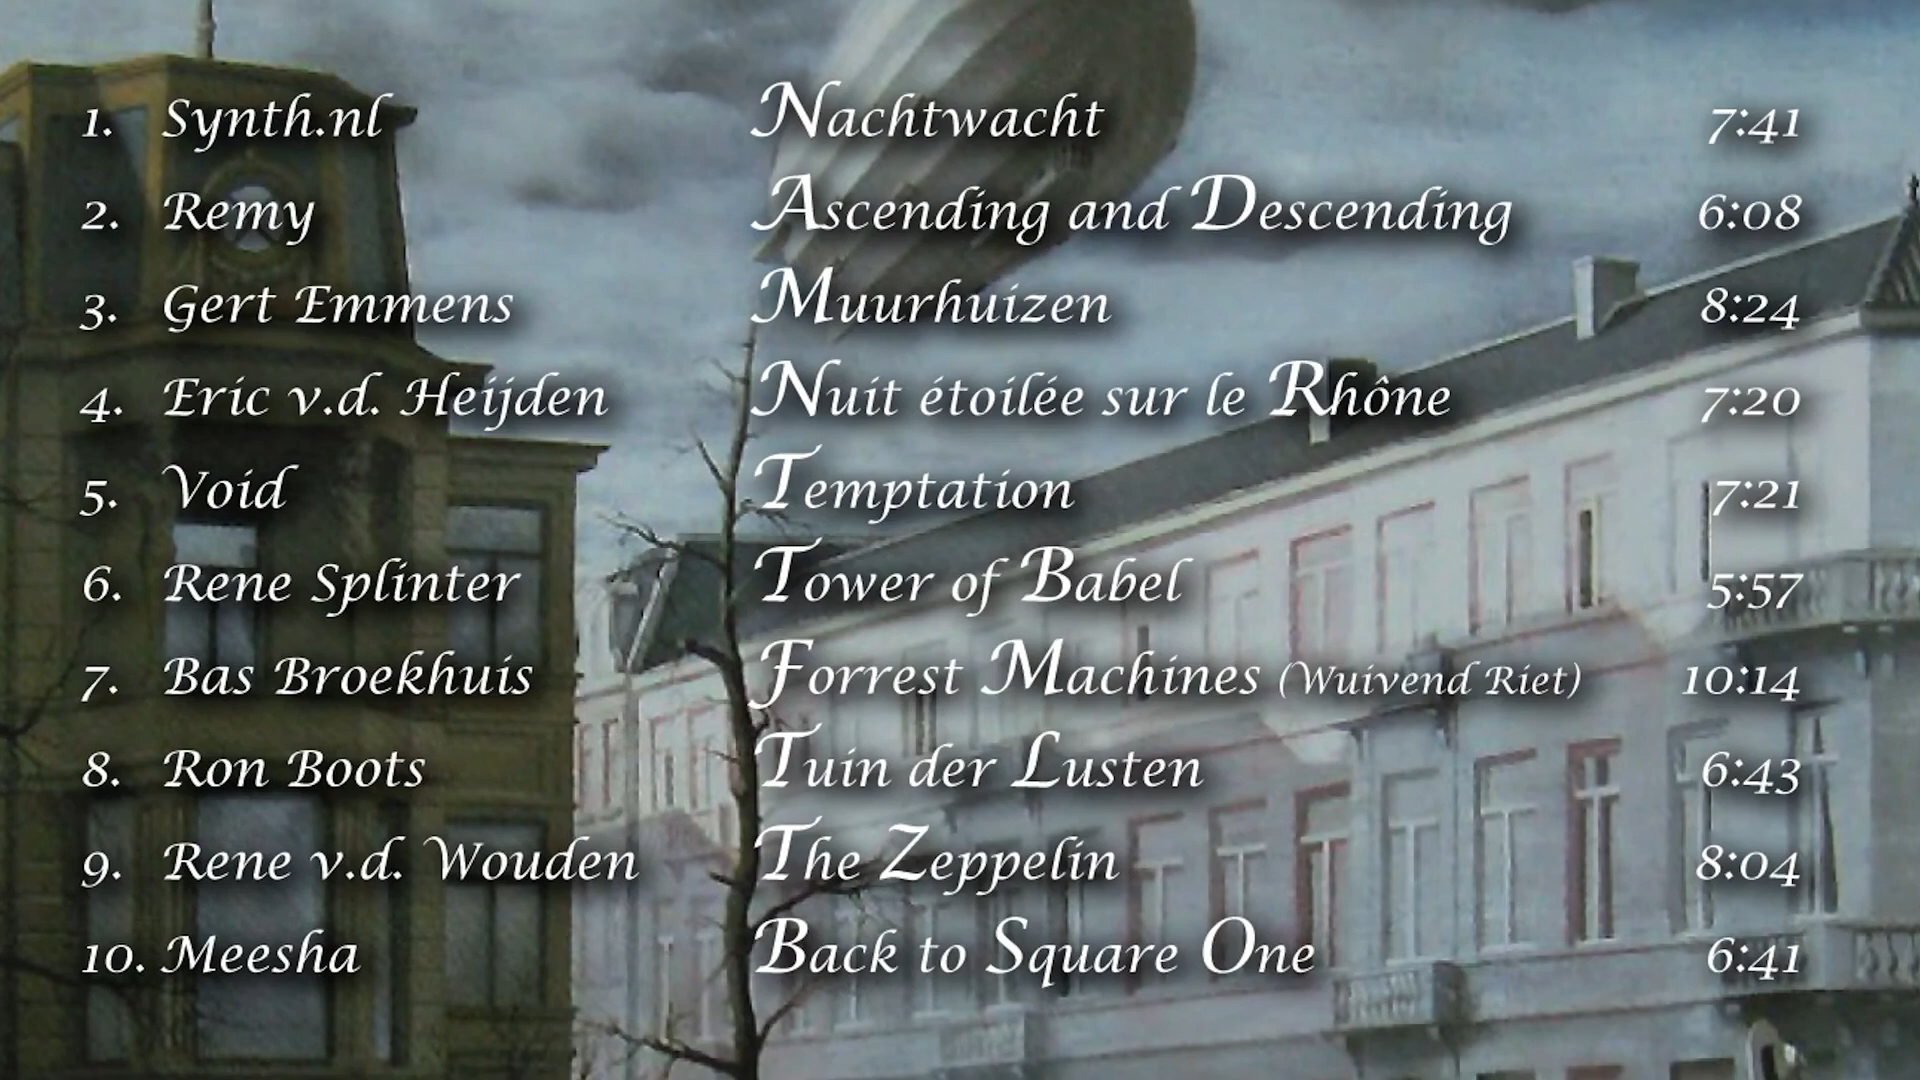 1. Synth.nl Nachtwacht 7:41
2. Remy Ascending and Descending 6:08
3. Gert Emmens Muurhuizen 8:24
4. Eric v.d. Heijden Nuit étoilée sur le Rhône 7:20
5. Void Temptation 7:21
6. Rene Splinter Tower of Babel 5:57
7. Bas Broekhuis Forrest Machines (Wuivend Riet) 10:14
8. Ron Boots Tuin der Lusten 6:43
9. Rene v.d. Wouden The Zeppelin 8:04
10. Meesha Back to Square One 6:41